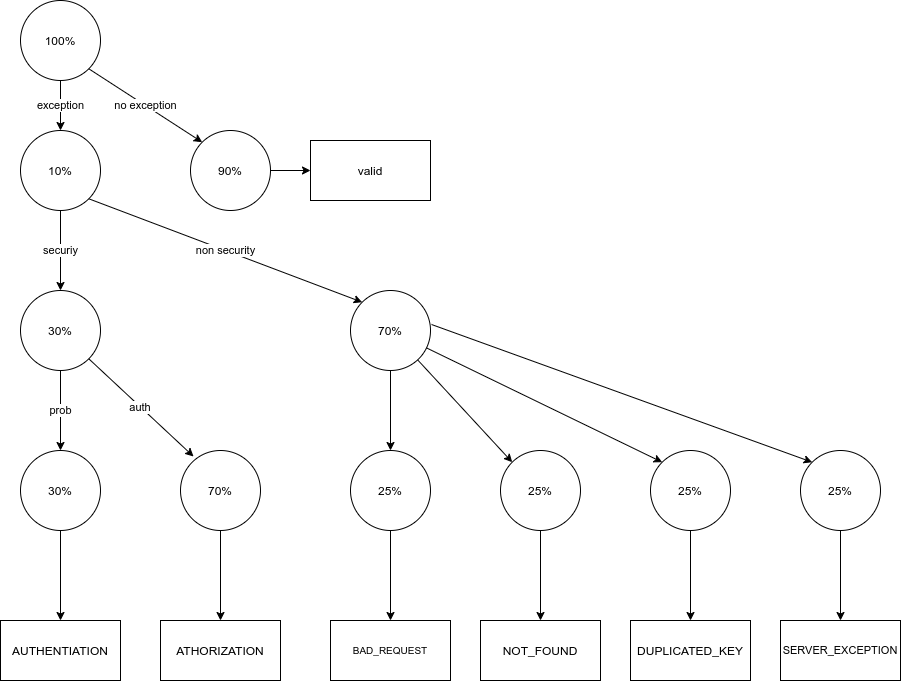 100%
exception
no exception
10%
90%
valid
securiy
non security
30%
70%
prob
auth
30%
70%
25%
25%
25%
25%
AUTHENTIATION
ATHORIZATION
BAD_REQUEST
NOT_FOUND
DUPLICATED_KEY
SERVER_EXCEPTION